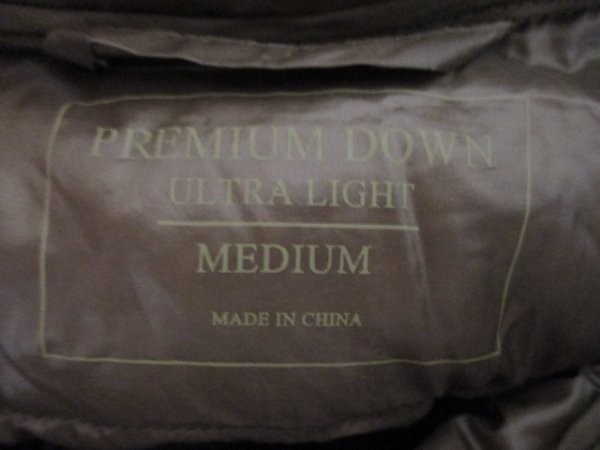 PREMIUM DOWN
ULTRA LIGHT
MEDIUM
MADE IN CHINA